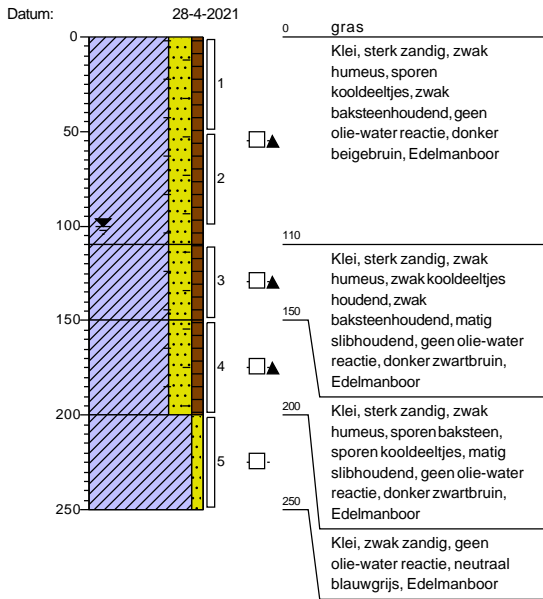 Datum: 28-4-2021
0
50
100
150
200
250
1
2
3
4
5
0 gras
Klei, sterk zandig, zwak
humeus, sporen
kooldeeltjes, zwak
baksteenhoudend, geen
olie-water reactie, donker
beigebruin, Edelmanboor
110
Klei, sterk zandig, zwak
humeus, zwak kooldeeltjes
houdend, zwak
baksteenhoudend, matig
slibhoudend, geen olie-water
reactie, donker zwartbruin,
Edelmanboor
150
Klei, sterk zandig, zwak
humeus, sporen baksteen,
sporen kooldeeltjes, matig
slibhoudend, geen olie-water
reactie, donker zwartbruin,
Edelmanboor
200
Klei, zwak zandig, geen
olie-water reactie, neutraal
blauwgrijs, Edelmanboor
250